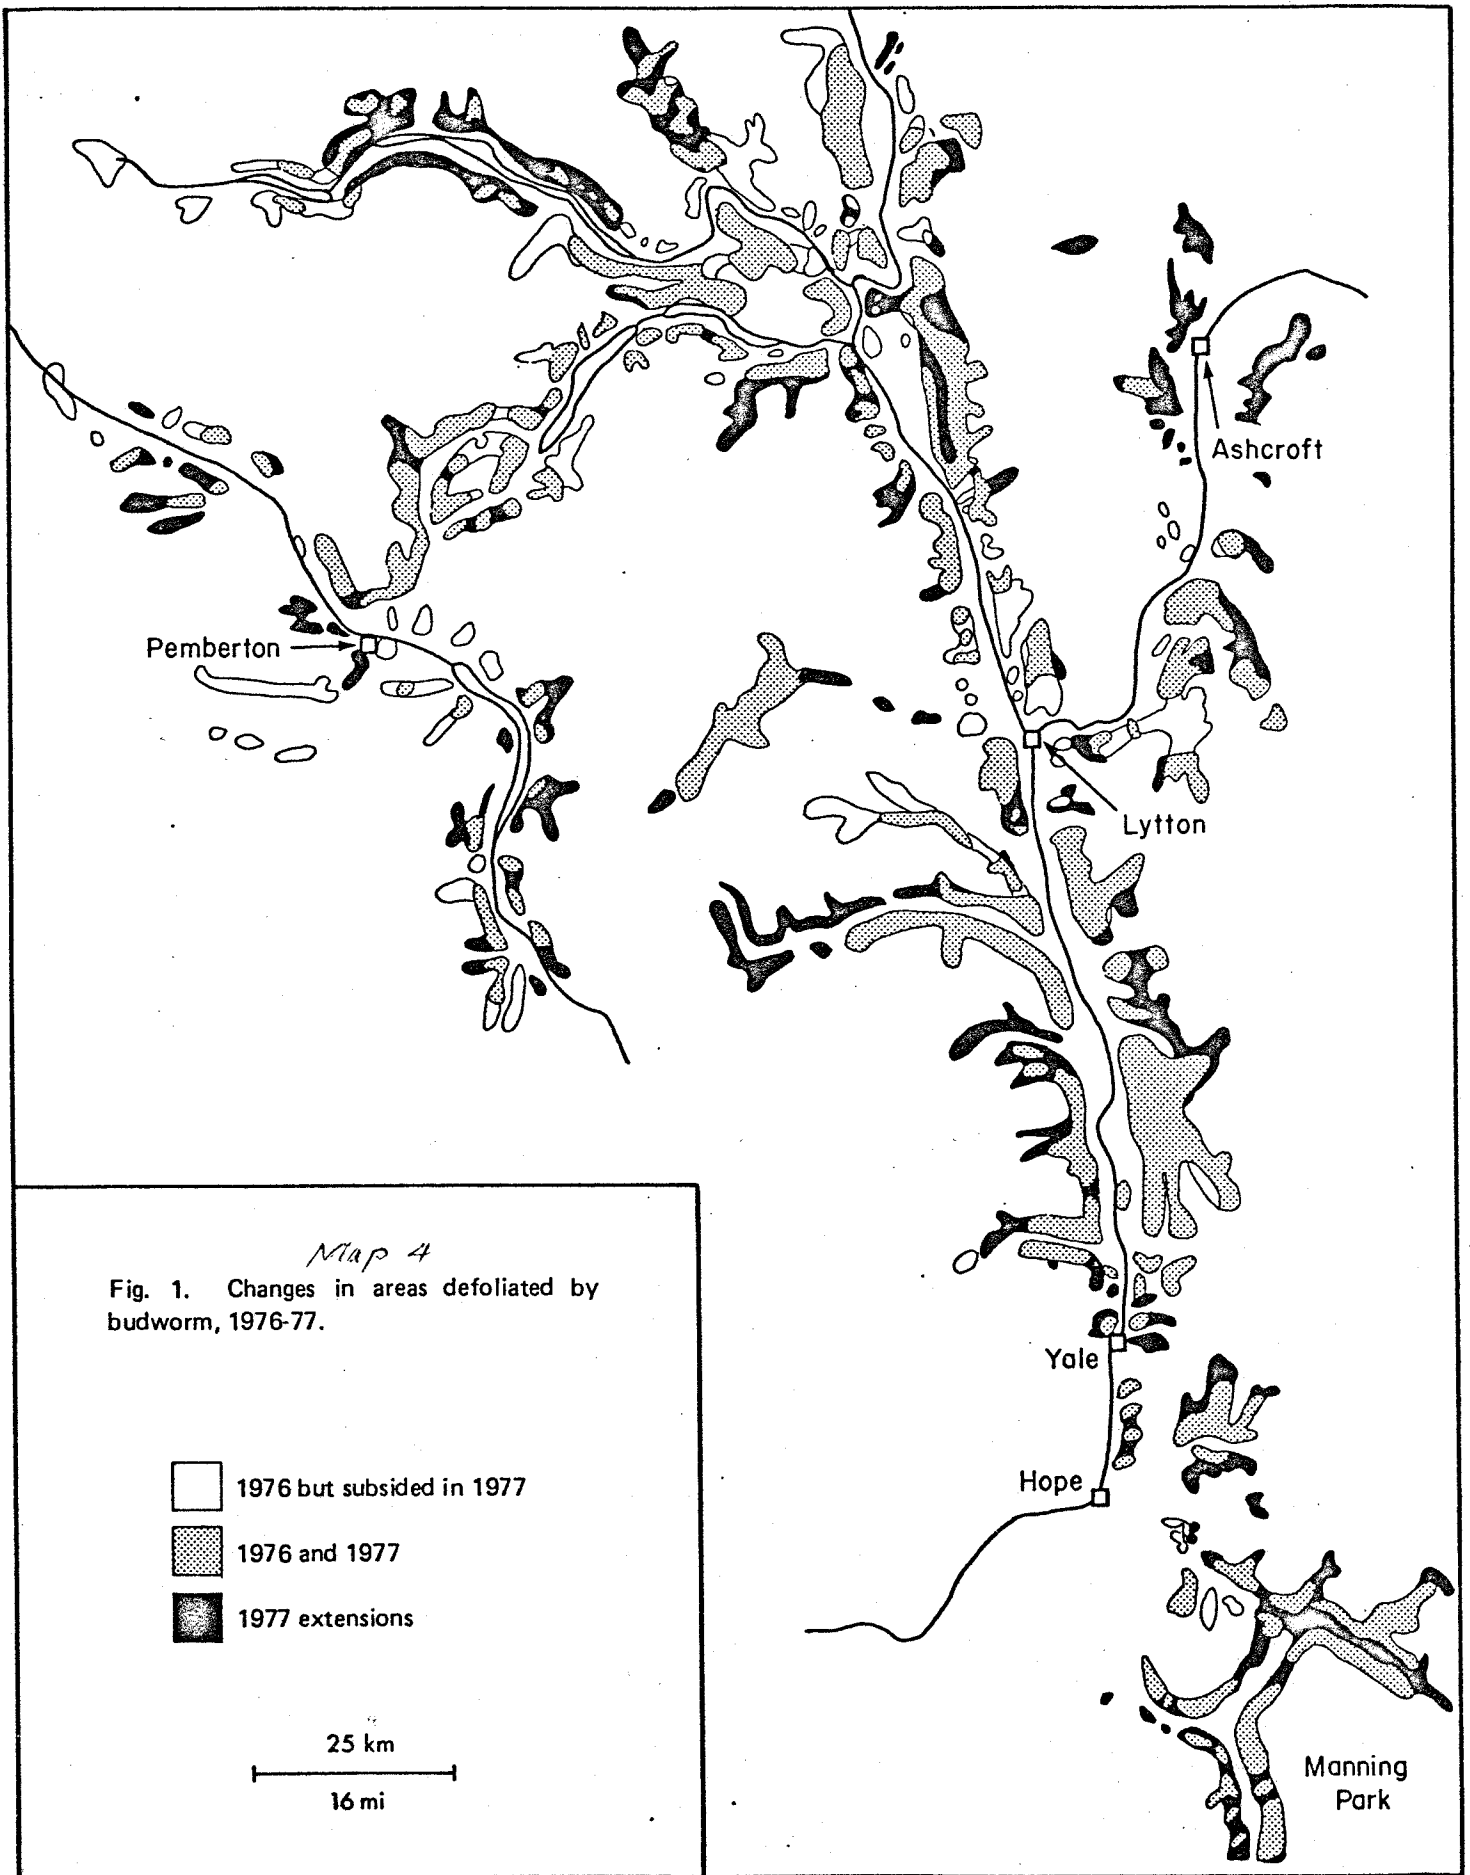 Ashcroft
Pemberton
Lytton
Yale
Hope
Manning
Park
Map 4
Fig. 1. Changes in areas defoliated by
budworm, 1976-77.
1976 but subsided in 1977
1976 and 1977
1977 extensions
25 km
16 mi